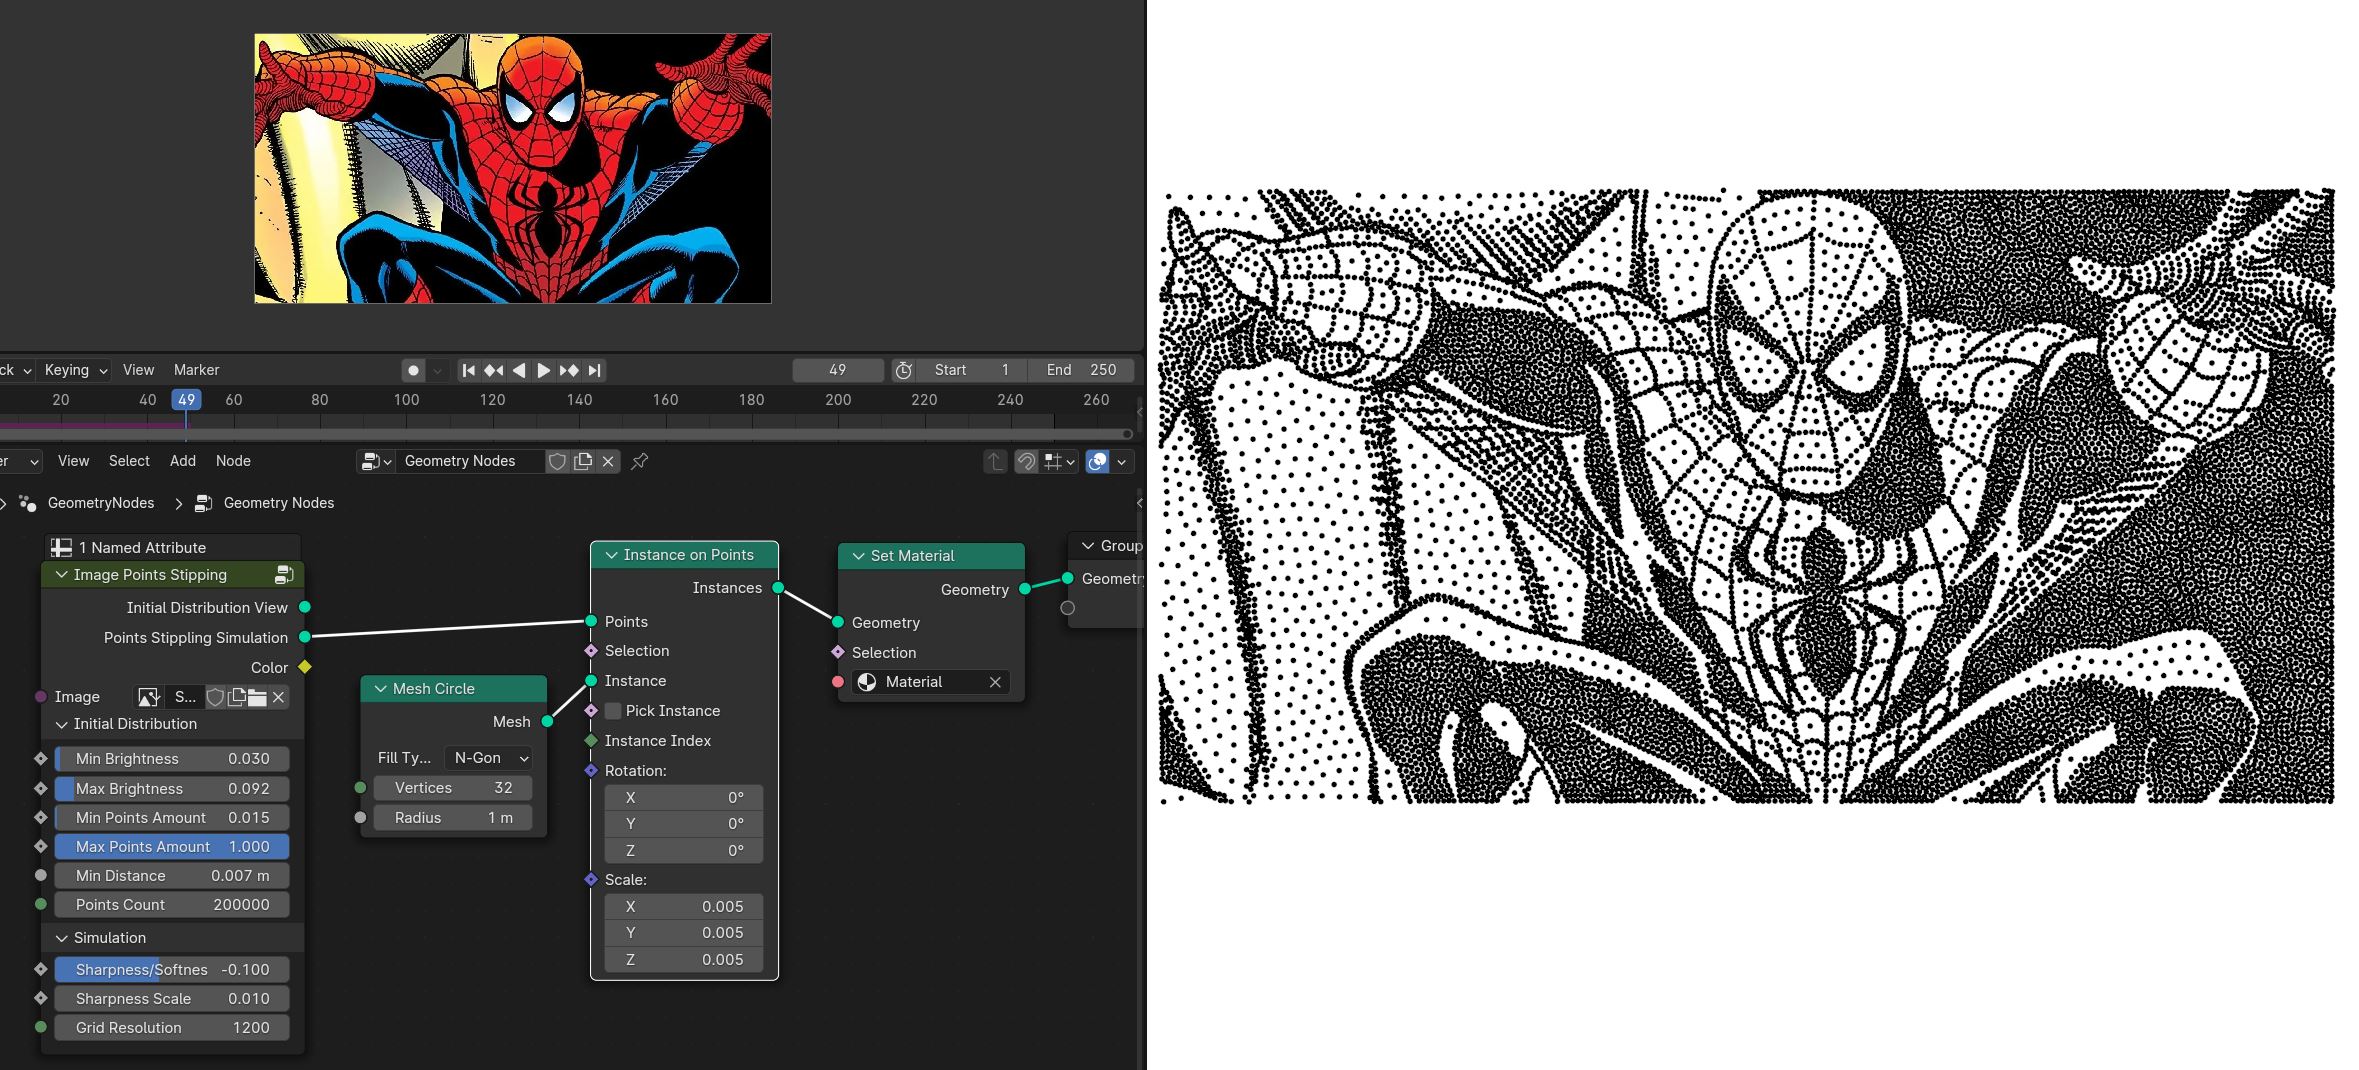 ck Keying View Marker 49 Start 1 End 250
20 40 49 60 80 100 120 140 160 180 200 220 240 260
er View Select Add Node Geometry Nodes
GeometryNodes Geometry Nodes
1 Named Attribute
Image Points Stipping
Initial Distribution View
Points Stippling Simulation
Color
Image S...
Initial Distribution
Min Brightness 0.030
Max Brightness 0.092
Min Points Amount 0.015
Max Points Amount 1.000
Min Distance 0.007 m
Points Count 200000
Simulation
Sharpness/Softnes -0.100
Sharpness Scale 0.010
Grid Resolution 1200
Mesh Circle
Mesh
Fill Ty... N-Gon
Vertices 32
Radius 1 m
Instance on Points
Instances
Points
Selection
Instance
Pick Instance
Instance Index
Rotation:
X 0°
Y 0°
Z 0°
Scale:
X 0.005
Y 0.005
Z 0.005
Set Material
Geometry
Geometry
Selection
Material
Group
Geometry